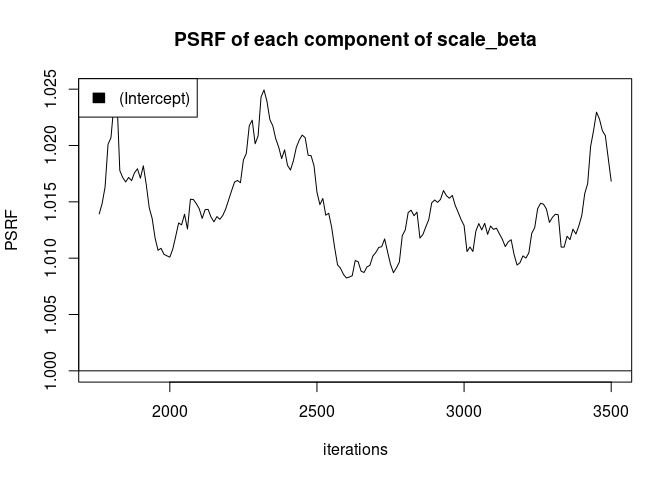 PSRF of each component of scale_beta
(Intercept)
PSRF
1.025
1.020
1.015
1.010
1.005
1.000
2000 2500 3000 3500
iterations